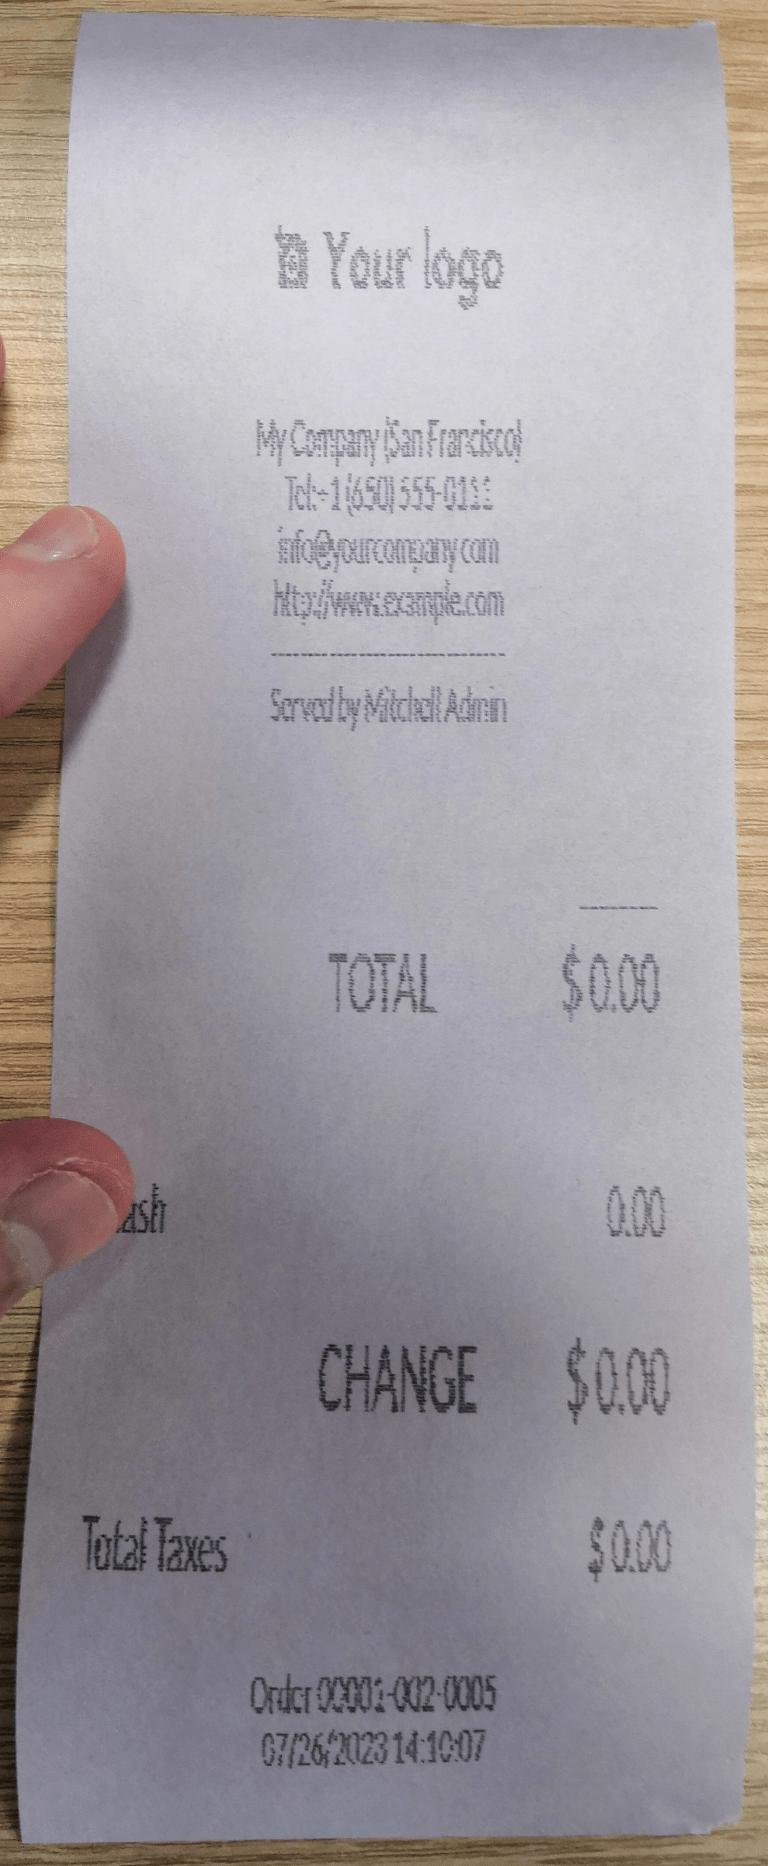 Your logo
My Company (San Francisco)
Tel:+1 (650) 555-0111
info@yourcompany.com
http://www.example.com
--------------------------------
Served by Mitchell Admin
--------
TOTAL $ 0.00
ash 0.00
CHANGE $ 0.00
Total Taxes $ 0.00
Order 00001-002-0005
07/26/2023 14:10:07